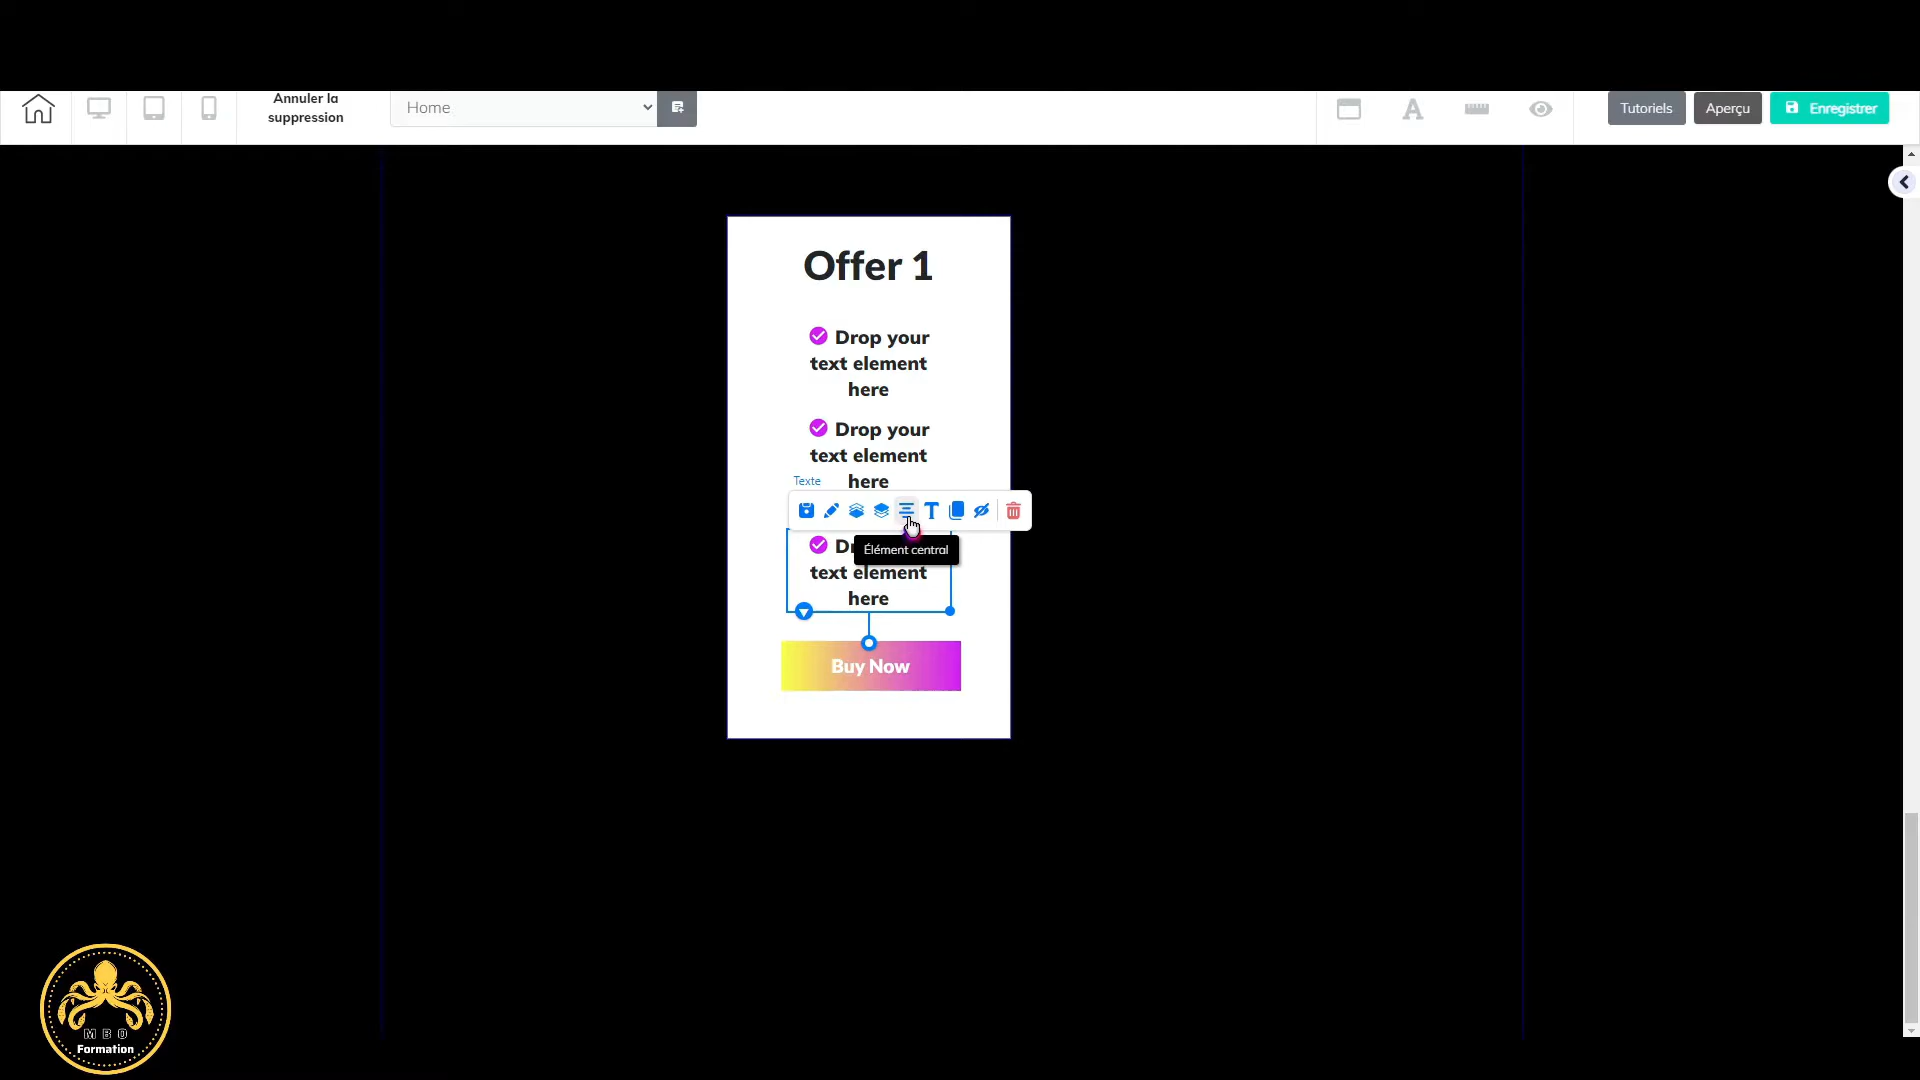 Annuler la
suppression
Home
Tutoriels
Aperçu
Enregistrer
Offer 1
Drop your
text element
here
Drop your
text element
here
Texte
Élément central
text element
here
Buy Now
M B O
Formation